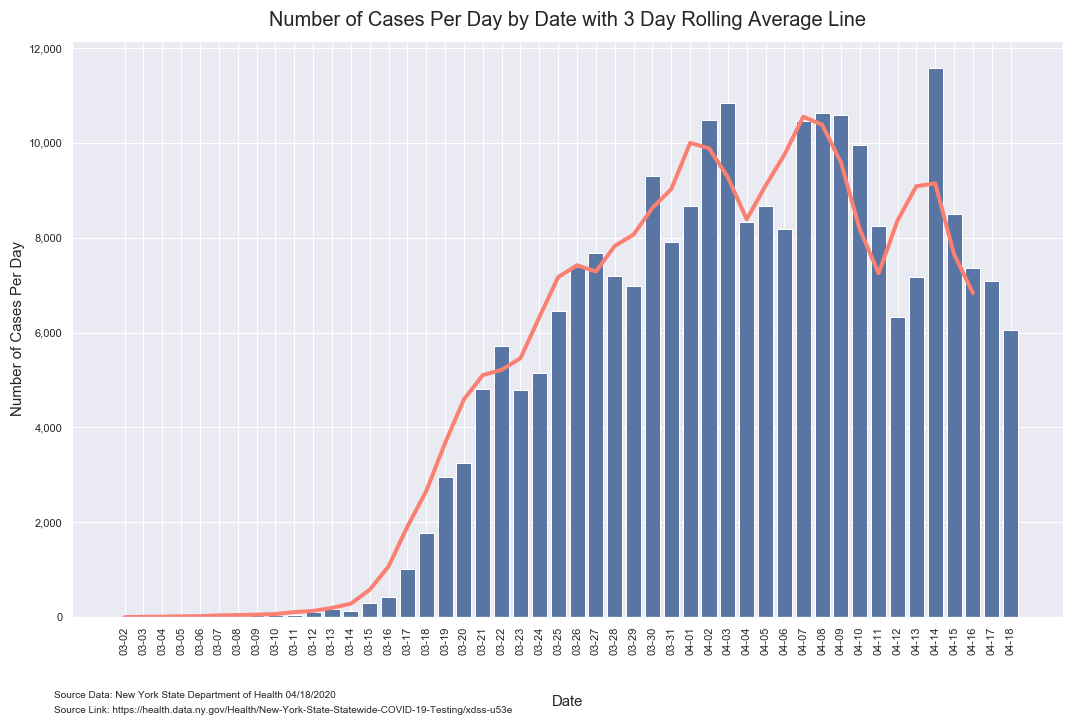 Number of Cases Per Day by Date with 3 Day Rolling Average Line
Number of Cases Per Day
12,000
10,000
8,000
6,000
4,000
2,000
0
03-02 03-03 03-04 03-05 03-06 03-07 03-08 03-09 03-10 03-11 03-12 03-13 03-14 03-15 03-16 03-17 03-18 03-19 03-20 03-21 03-22 03-23 03-24 03-25 03-26 03-27 03-28 03-29 03-30 03-31 04-01 04-02 04-03 04-04 04-05 04-06 04-07 04-08 04-09 04-10 04-11 04-12 04-13 04-14 04-15 04-16 04-17 04-18
Date
Source Data: New York State Department of Health 04/18/2020
Source Link: https://health.data.ny.gov/Health/New-York-State-Statewide-COVID-19-Testing/xdss-u53e